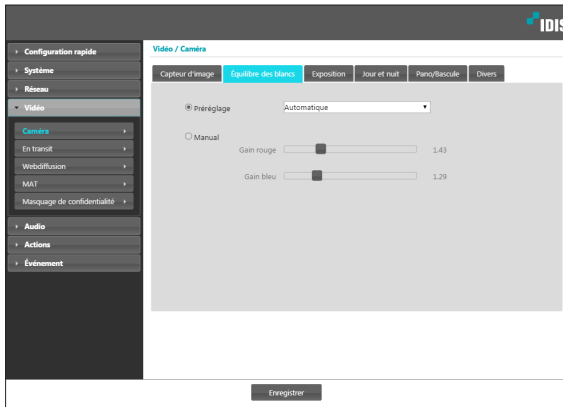 IDIS
Configuration rapide
Système
Réseau
Vidéo
Caméra
En transit
Webdiffusion
MAT
Masquage de confidentialité
Audio
Actions
Événement
Vidéo / Caméra
Capteur d'image
Équilibre des blancs
Exposition
Jour et nuit
Pano/Bascule
Divers
Préréglage
Automatique
Manual
Gain rouge 1.43
Gain bleu 1.29
Enregistrer